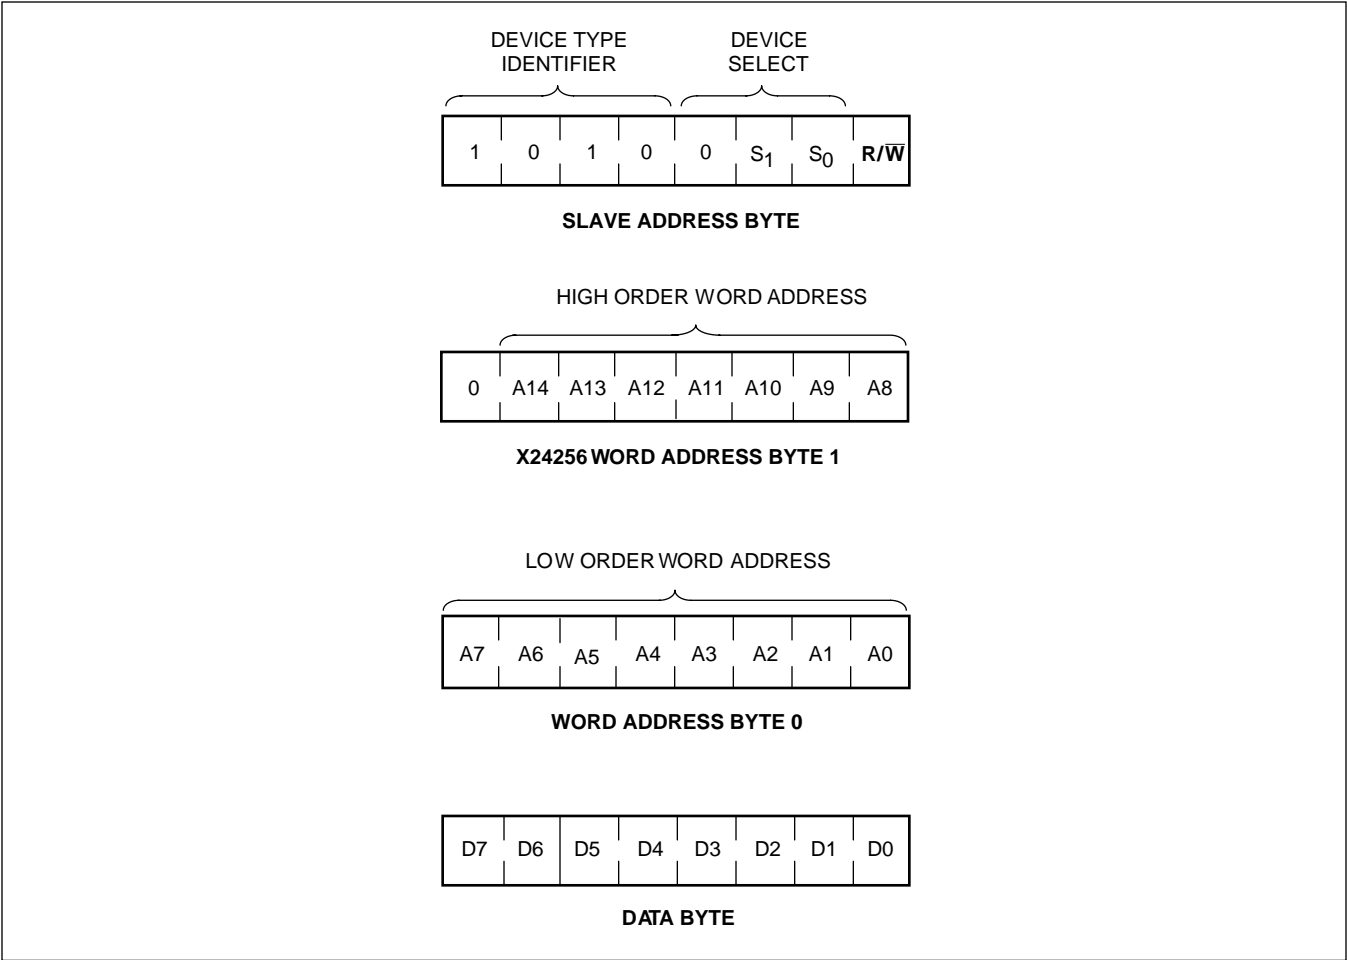 DEVICE TYPE DEVICE
IDENTIFIER SELECT
1 0 1 0 0 S1 S0 R/W̅
SLAVE ADDRESS BYTE
HIGH ORDER WORD ADDRESS
0 A14 A13 A12 A11 A10 A9 A8
X24256 WORD ADDRESS BYTE 1
LOW ORDER WORD ADDRESS
A7 A6 A5 A4 A3 A2 A1 A0
WORD ADDRESS BYTE 0
D7 D6 D5 D4 D3 D2 D1 D0
DATA BYTE